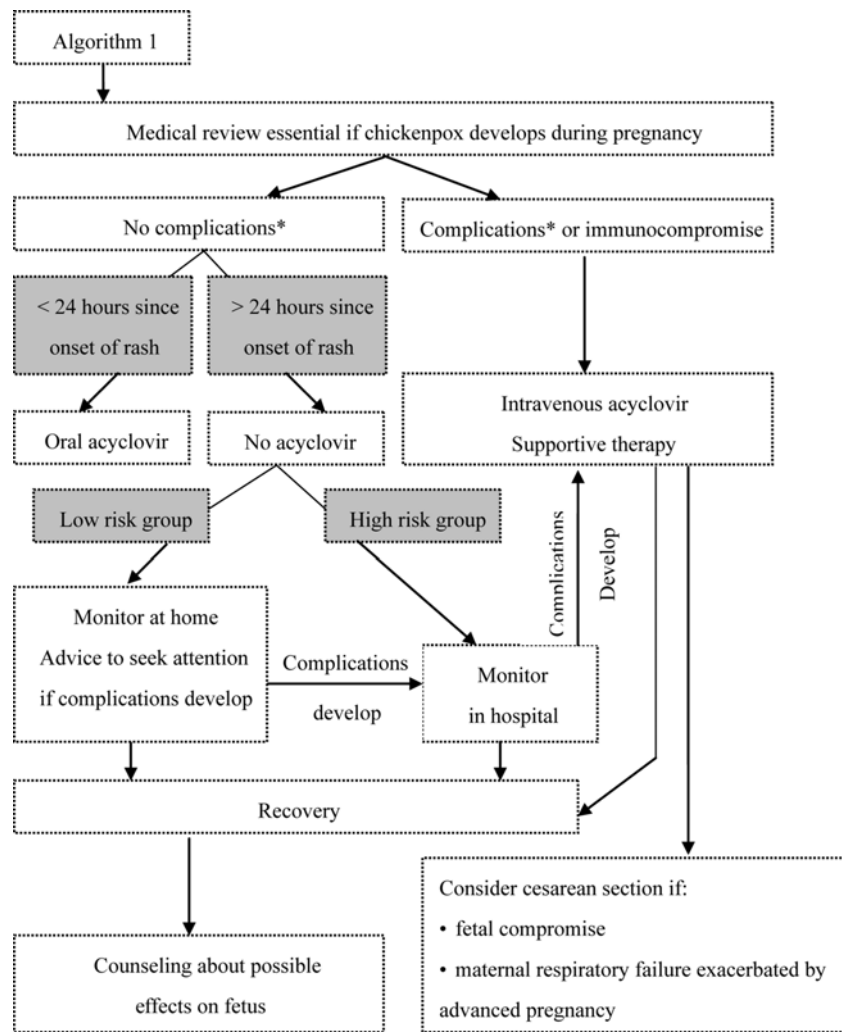 Algorithm 1
Medical review essential if chickenpox develops during pregnancy
No complications*
Complications* or immunocompromise
< 24 hours since
onset of rash
> 24 hours since
onset of rash
Oral acyclovir
No acyclovir
Intravenous acyclovir
Supportive therapy
Low risk group
High risk group
Complications
Develop
Monitor at home
Advice to seek attention
if complications develop
Complications
develop
Monitor
in hospital
Recovery
Counseling about possible
effects on fetus
Consider cesarean section if:
• fetal compromise
• maternal respiratory failure exacerbated by
advanced pregnancy